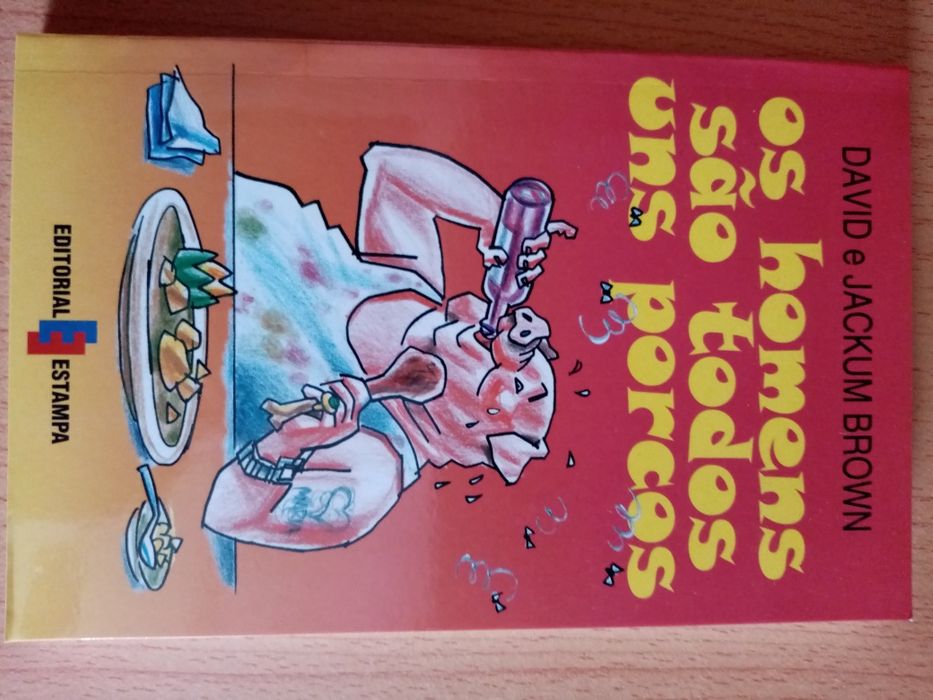 DAVID e JACKUM BROWN
os homens
são todos
uns porcos
EDITORIAL E ESTAMPA